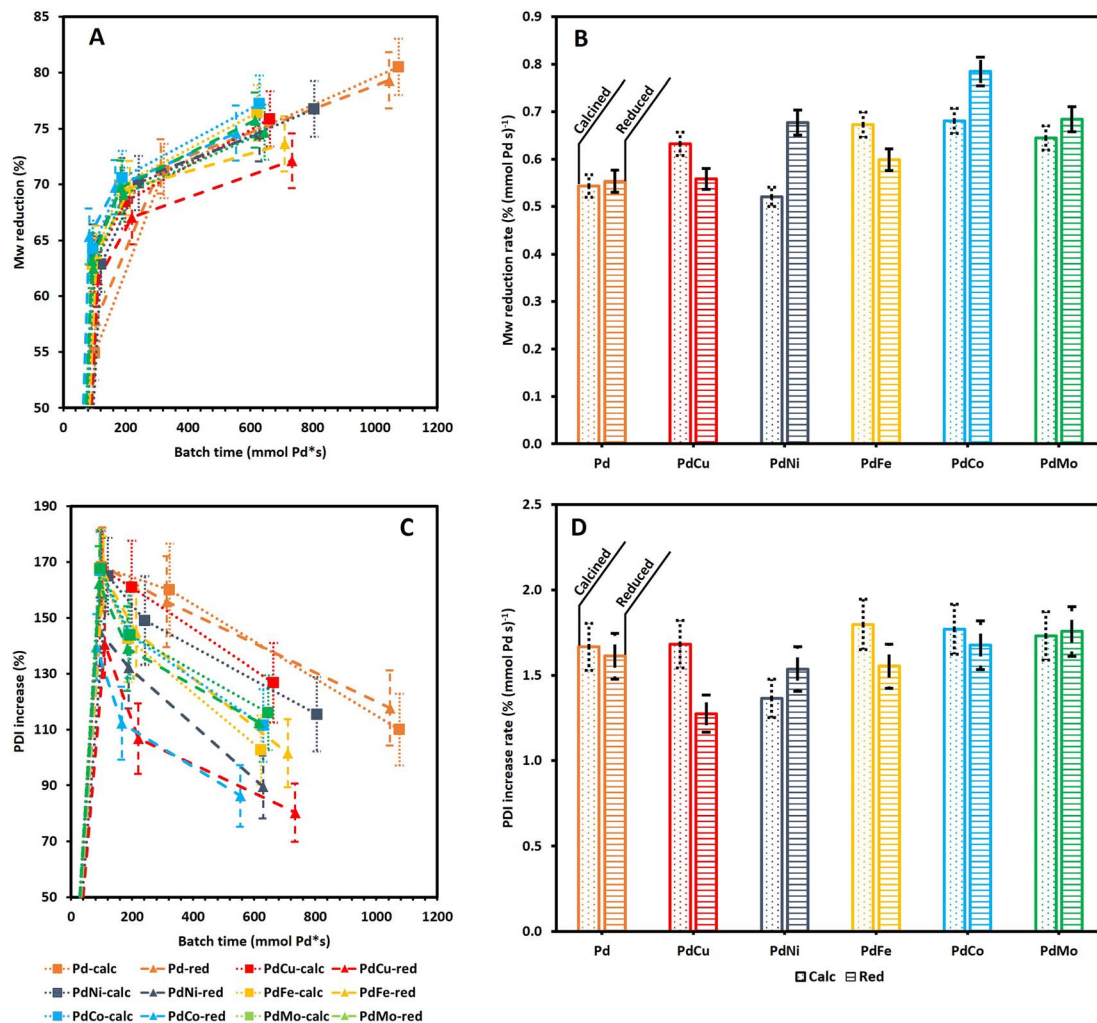 A
Mw reduction (%)
85
80
75
70
65
60
55
50
0 200 400 600 800 1000 1200
Batch time (mmol Pd*s)
B
Mw reduction rate (% (mmol Pd s)⁻¹)
0.9
0.8
0.7
0.6
0.5
0.4
0.3
0.2
0.1
0.0
Calcined
Reduced
Pd PdCu PdNi PdFe PdCo PdMo
C
PDI increase (%)
190
170
150
130
110
90
70
50
0 200 400 600 800 1000 1200
Batch time (mmol Pd*s)
Pd-calc Pd-red PdCu-calc PdCu-red
PdNi-calc PdNi-red PdFe-calc PdFe-red
PdCo-calc PdCo-red PdMo-calc PdMo-red
D
PDI increase rate (% (mmol Pd s)⁻¹)
2.5
2.0
1.5
1.0
0.5
0.0
Calcined
Reduced
Pd PdCu PdNi PdFe PdCo PdMo
Calc Red